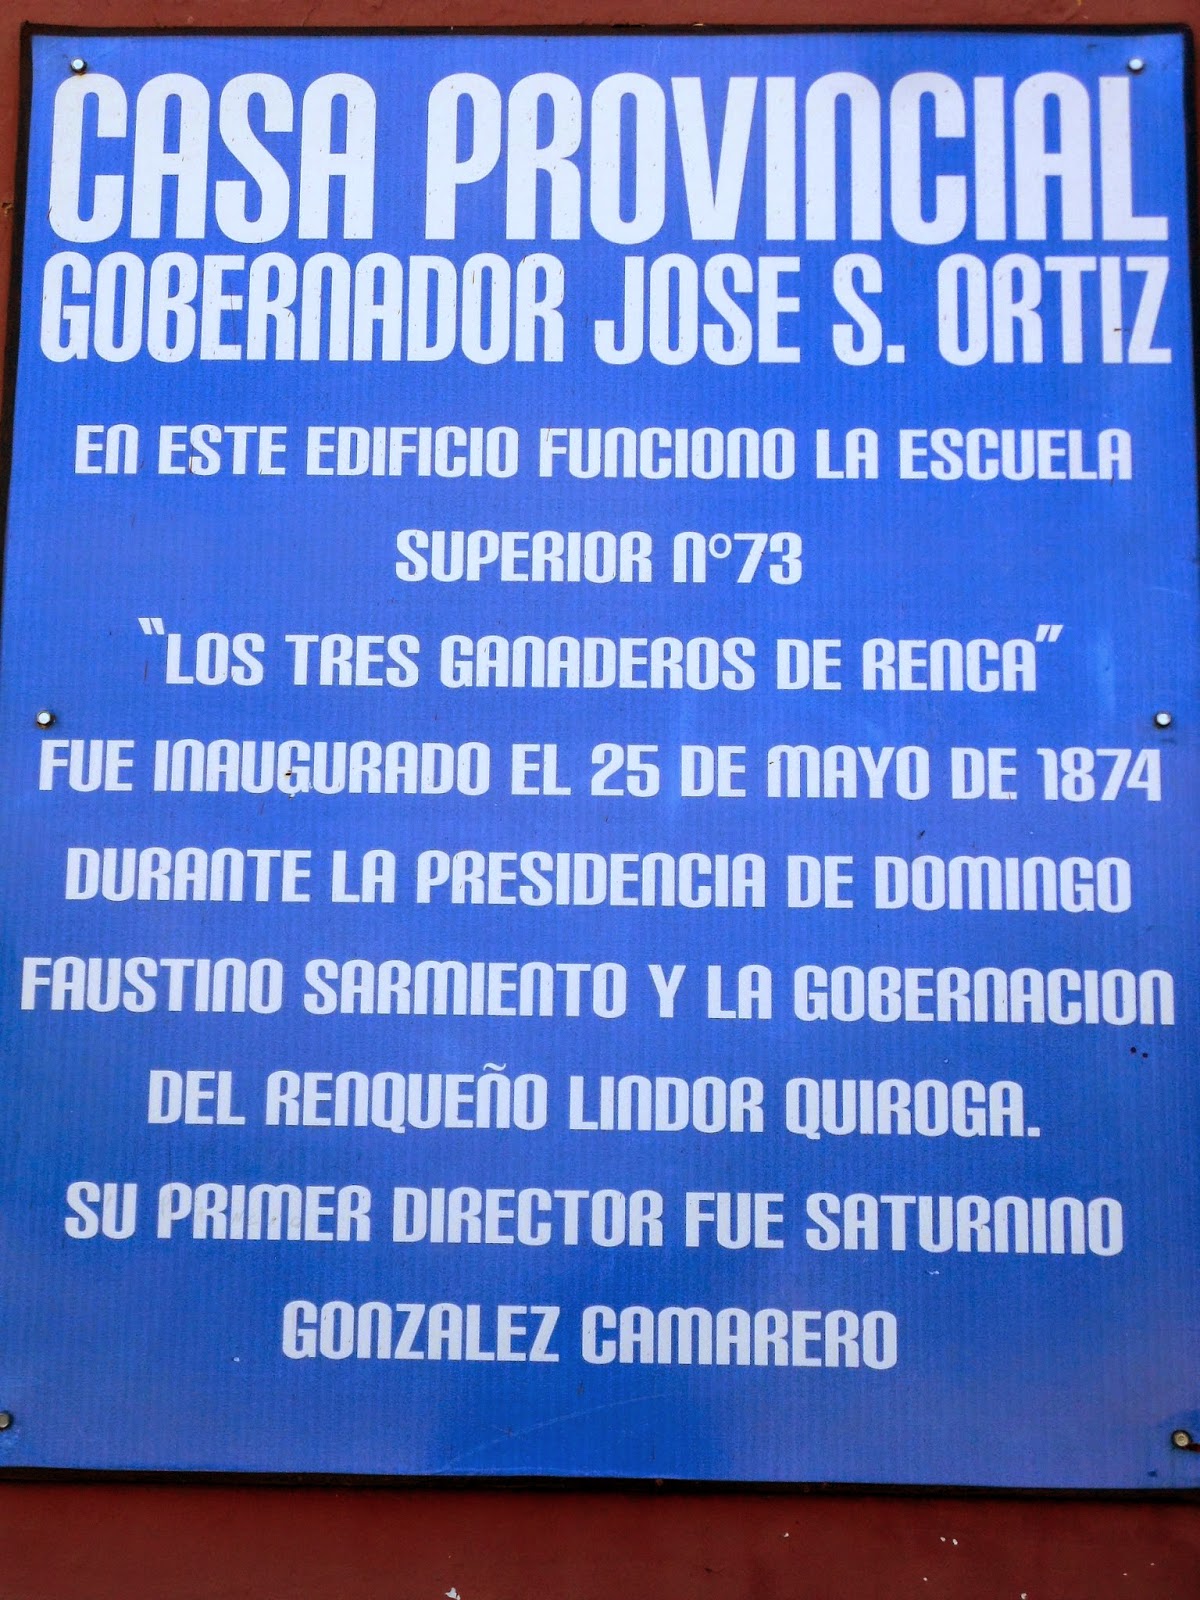 CASA PROVINCIAL
GOBERNADOR JOSE S. ORTIZ
EN ESTE EDIFICIO FUNCIONO LA ESCUELA
SUPERIOR Nº73
"LOS TRES GANADEROS DE RENCA"
FUE INAUGURADO EL 25 DE MAYO DE 1874
DURANTE LA PRESIDENCIA DE DOMINGO
FAUSTINO SARMIENTO Y LA GOBERNACION
DEL RENQUEÑO LINDOR QUIROGA.
SU PRIMER DIRECTOR FUE SATURNINO
GONZALEZ CAMARERO